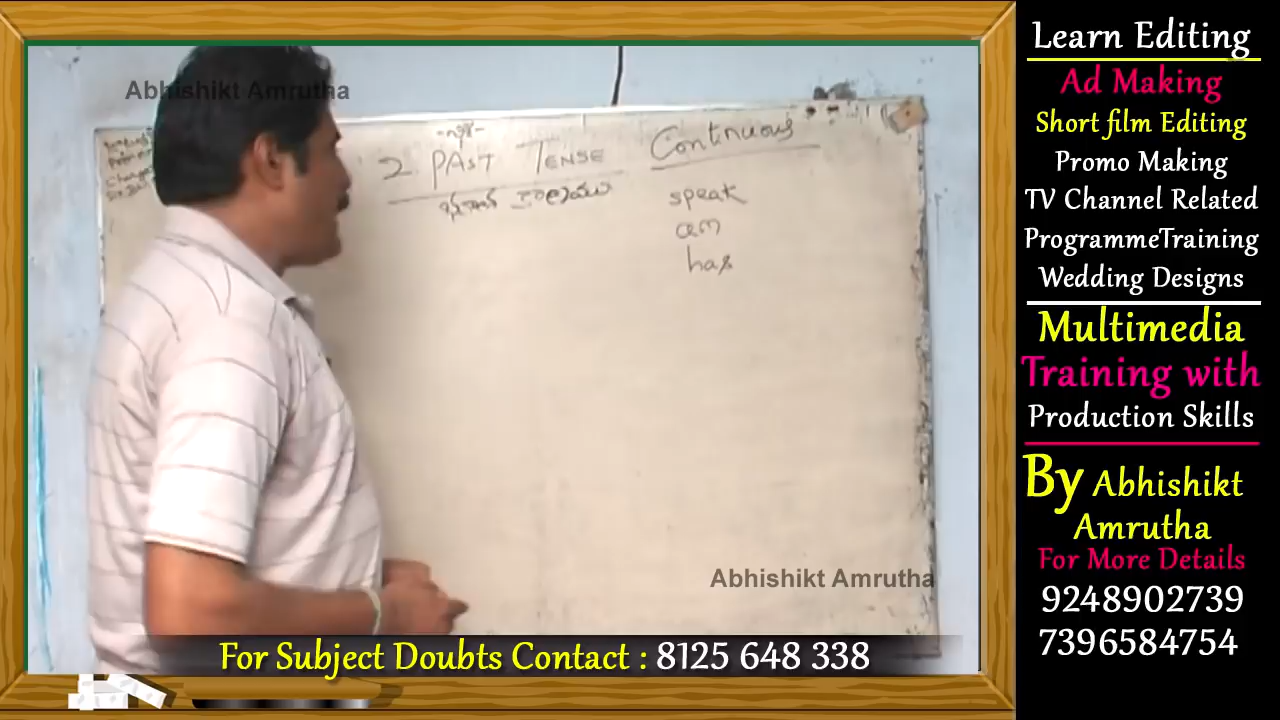 Abhishikt Amrutha
2. PAST TENSE
కాలము
Continuous
speak
am
has
Abhishikt Amrutha
For Subject Doubts Contact : 8125 648 338
Learn Editing
Ad Making
Short film Editing
Promo Making
TV Channel Related
ProgrammeTraining
Wedding Designs
Multimedia
Training with
Production Skills
By Abhishikt
Amrutha
For More Details
9248902739
7396584754